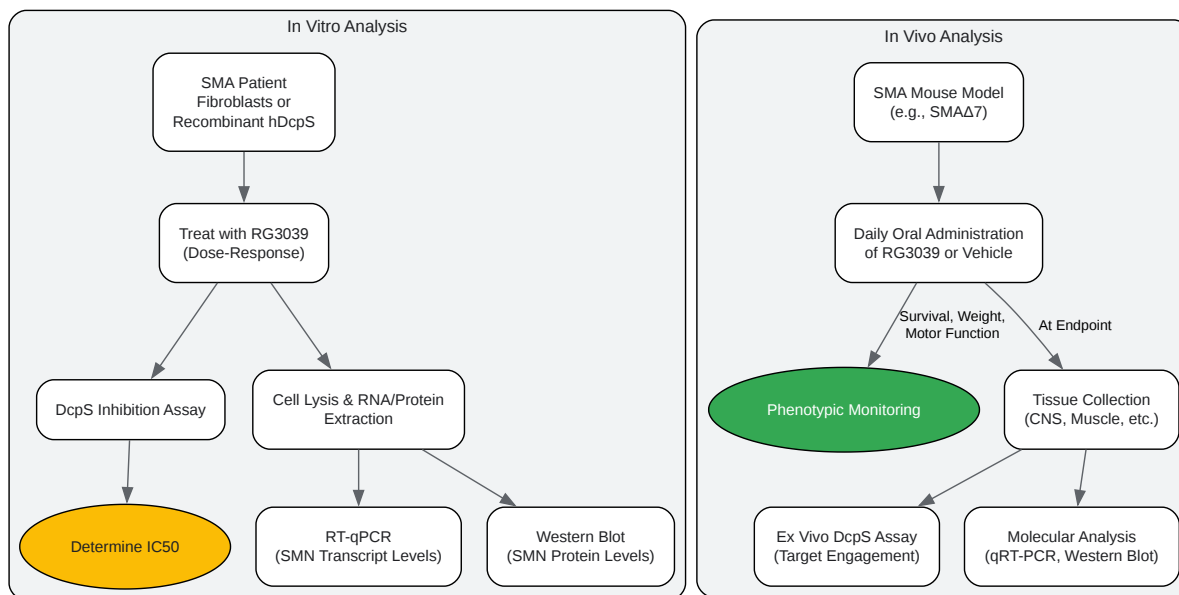 In Vitro Analysis
SMA Patient
Fibroblasts or
Recombinant hDcpS
Treat with RG3039
(Dose-Response)
DcpS Inhibition Assay
Cell Lysis & RNA/Protein
Extraction
Determine IC50
RT-qPCR
(SMN Transcript Levels)
Western Blot
(SMN Protein Levels)
In Vivo Analysis
SMA Mouse Model
(e.g., SMAΔ7)
Daily Oral Administration
of RG3039 or Vehicle
Survival, Weight,
Motor Function
At Endpoint
Phenotypic Monitoring
Tissue Collection
(CNS, Muscle, etc.)
Ex Vivo DcpS Assay
(Target Engagement)
Molecular Analysis
(qRT-PCR, Western Blot)